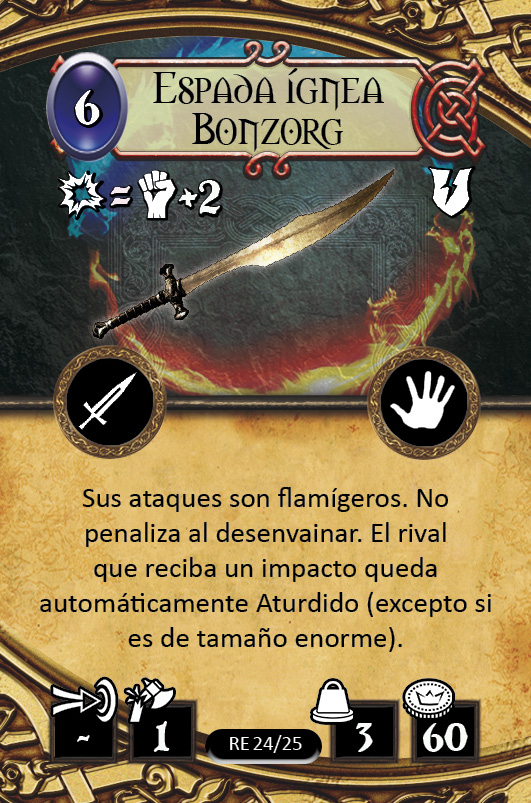 6
Espada ígnea
Bonzorg
= +2
Sus ataques son flamígeros. No
penaliza al desenvainar. El rival
que reciba un impacto queda
automáticamente Aturdido (excepto si
es de tamaño enorme).
- 1 RE 24/25 3 60